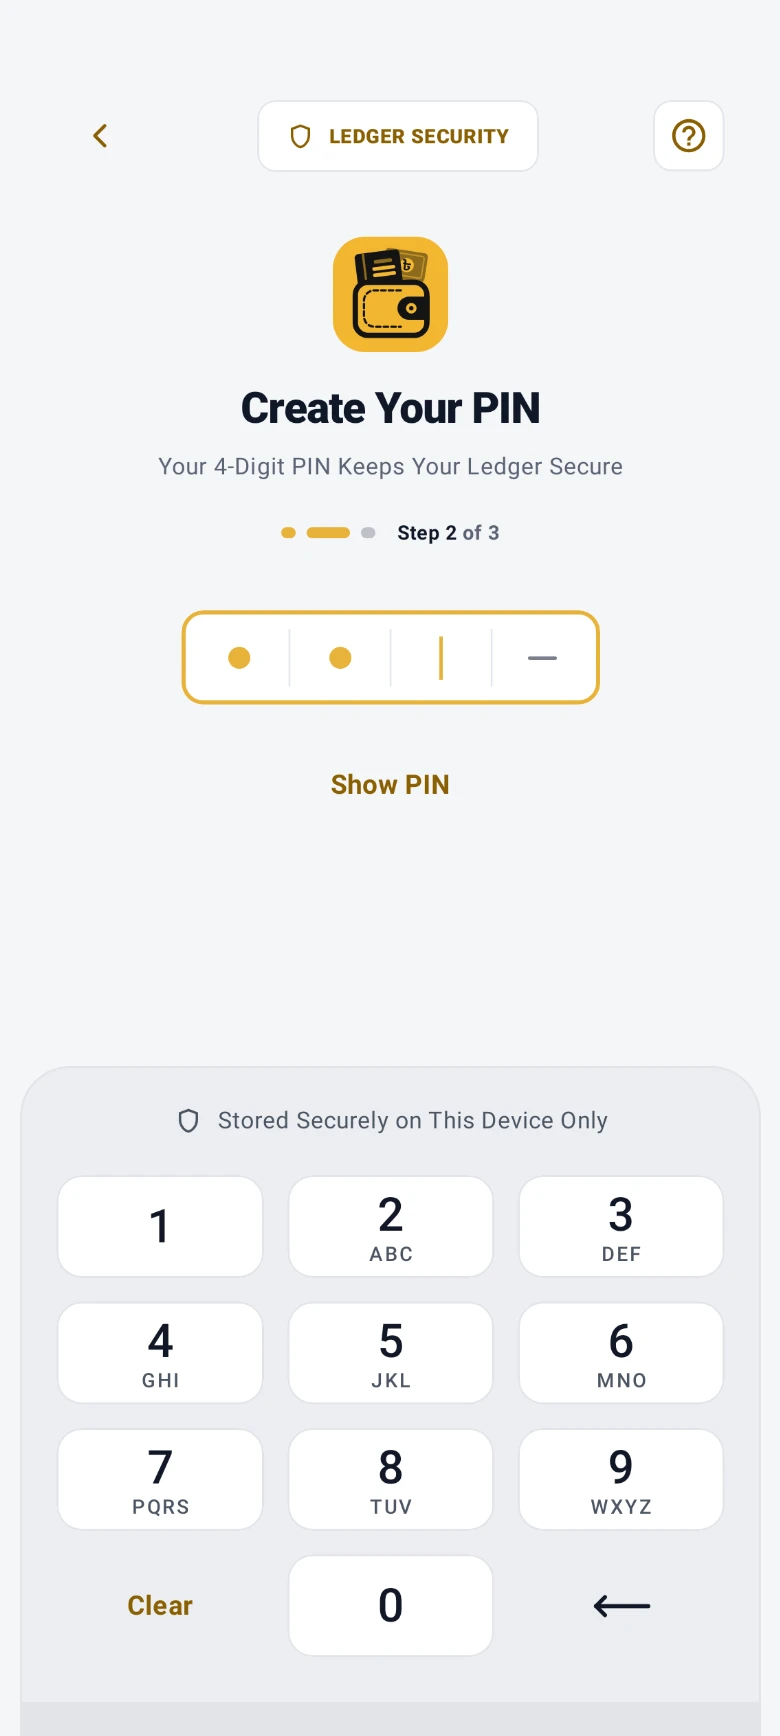 LEDGER SECURITY
৳
Create Your PIN
Your 4-Digit PIN Keeps Your Ledger Secure
Step 2 of 3
Show PIN
Stored Securely on This Device Only
1
2
ABC
3
DEF
4
GHI
5
JKL
6
MNO
7
PQRS
8
TUV
9
WXYZ
Clear
0